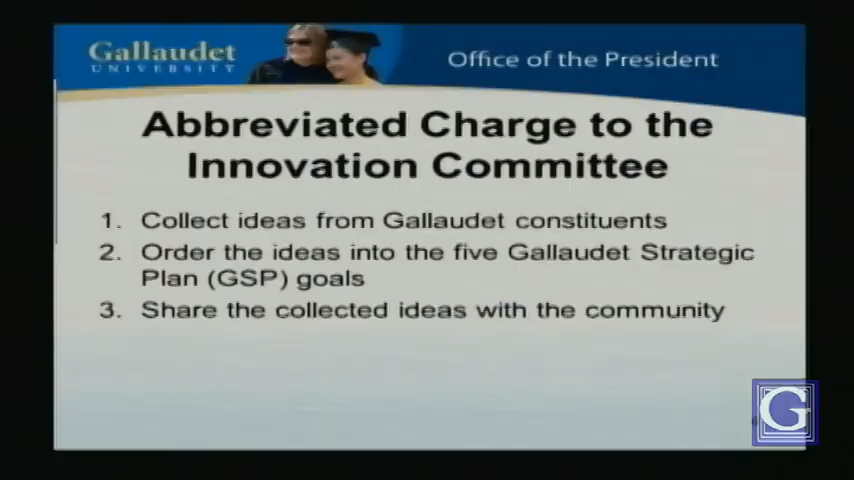 Gallaudet
UNIVERSITY
Office of the President
Abbreviated Charge to the
Innovation Committee
1. Collect ideas from Gallaudet constituents
2. Order the ideas into the five Gallaudet Strategic
Plan (GSP) goals
3. Share the collected ideas with the community
G